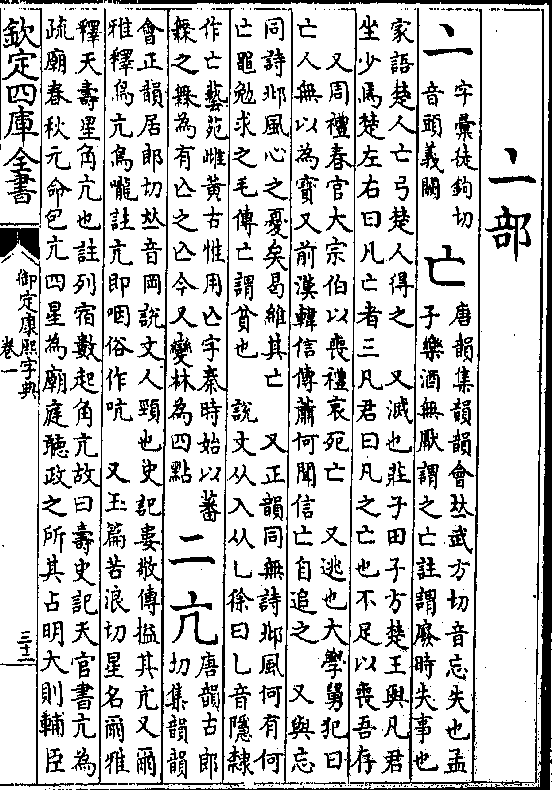 亠部
亠
字彙徒鉤切
音頭義闕
亡
唐韻集韻韻會𠀤武方切音忘失也孟
子樂酒無厭謂之亡註謂廢時失事也
家語楚人亡弓楚人得之　又滅也莊子田子方楚王與凡君
坐少焉楚左右曰凡亡者三凡君曰凡之亡也不足以喪吾存
又周禮春官大宗伯以喪禮哀死亡　又逃也大學舅犯曰
亡人無以為寶又前漢韓信傳蕭何聞信亡自追之　又與忘
同詩邶風心之憂矣曷維其亡　又正韻同無詩邶風何有何
亡黽勉求之毛傳亡謂貧也　說文从入从乚徐曰乚音隱隸
作亡藝苑雌黃古惟用亾字秦時始以蕃
橆之橆為有亾之亾今又變林為四點
二
亢
唐韻古郎
切集韻韻
會正韻居郎切𠀤音岡說文人頸也史記婁敬傳搤其亢又爾
雅釋鳥亢鳥嚨註亢即咽俗作吭　又玉篇苦浪切星名爾雅
釋天壽星角亢也註列宿數起角亢故曰壽史記天官書亢為
疏廟春秋元命包亢四星為廟庭聽政之所其占明大則輔臣
欽定四庫全書
御定康熙字典
卷一
三十二